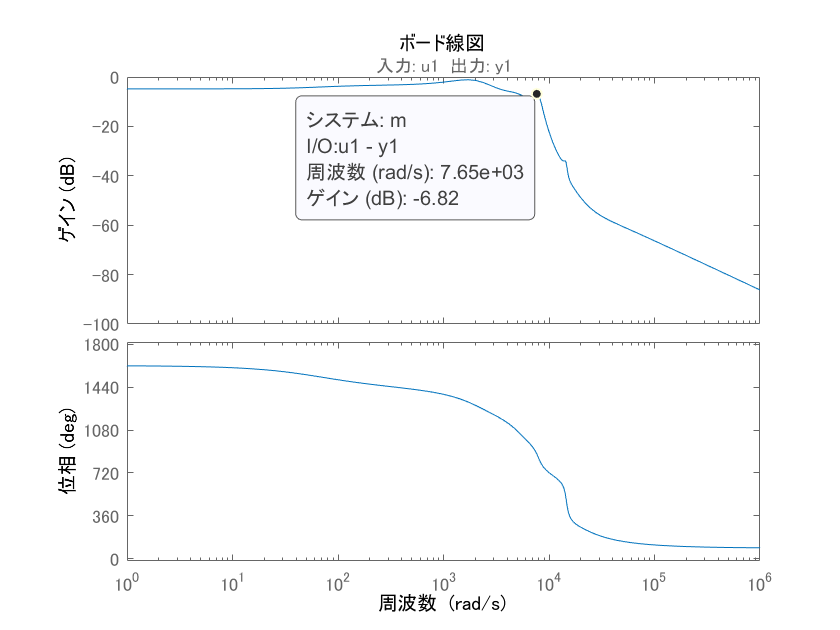 ボード線図
入力: u1 出力: y1
ゲイン (dB)
0
-20
-40
-60
-80
-100
システム: m
I/O:u1 - y1
周波数 (rad/s): 7.65e+03
ゲイン (dB): -6.82
位相 (deg)
1800
1440
1080
720
360
0
10^0 10^1 10^2 10^3 10^4 10^5 10^6
周波数 (rad/s)